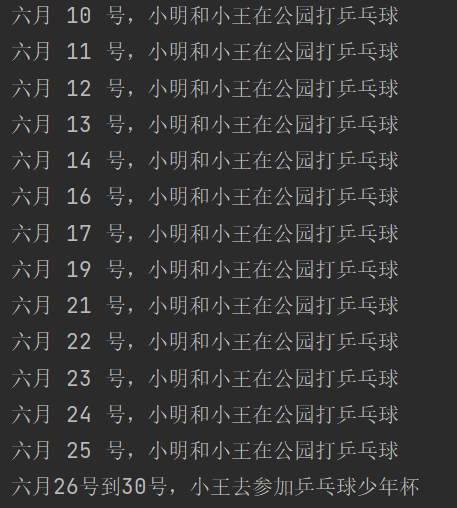 六月 10 号，小明和小王在公园打乒乓球
六月 11 号，小明和小王在公园打乒乓球
六月 12 号，小明和小王在公园打乒乓球
六月 13 号，小明和小王在公园打乒乓球
六月 14 号，小明和小王在公园打乒乓球
六月 16 号，小明和小王在公园打乒乓球
六月 17 号，小明和小王在公园打乒乓球
六月 19 号，小明和小王在公园打乒乓球
六月 21 号，小明和小王在公园打乒乓球
六月 22 号，小明和小王在公园打乒乓球
六月 23 号，小明和小王在公园打乒乓球
六月 24 号，小明和小王在公园打乒乓球
六月 25 号，小明和小王在公园打乒乓球
六月26号到30号，小王去参加乒乓球少年杯